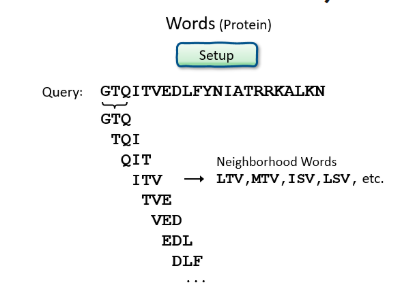 Words (Protein)
Setup
Query: GTQITVEDLFYNIATRRKALKN
GTQ
TQI
QIT
Neighborhood Words
ITV → LTV,MTV,ISV,LSV, etc.
TVE
VED
EDL
DLF
...